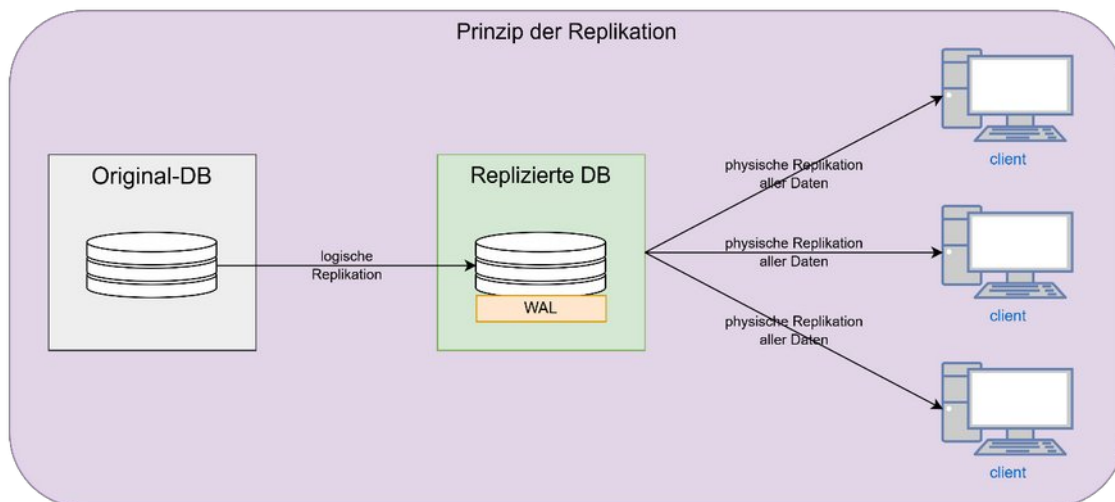 Prinzip der Replikation
Original-DB
logische
Replikation
Replizierte DB
WAL
physische Replikation
aller Daten
client
physische Replikation
aller Daten
client
physische Replikation
aller Daten
client